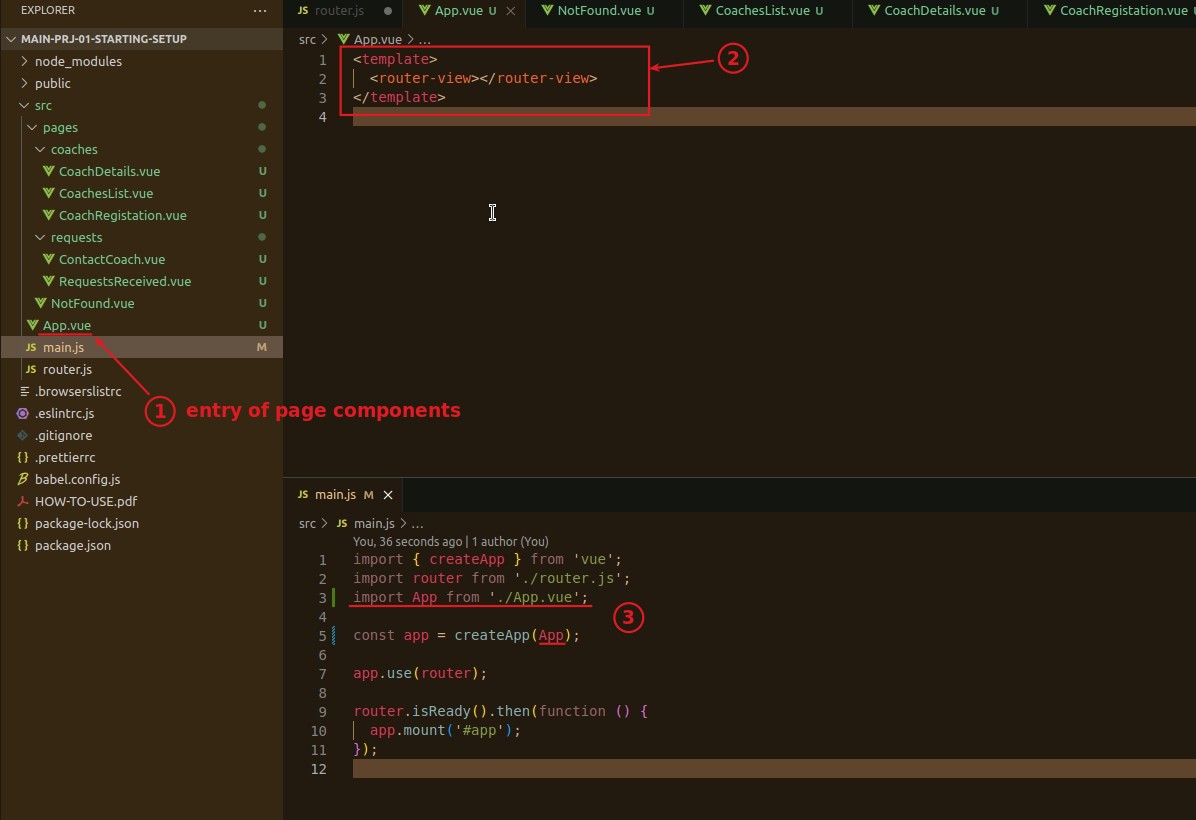 EXPLORER ...
MAIN-PRJ-01-STARTING-SETUP
node_modules
public
src
pages
coaches
CoachDetails.vue U
CoachesList.vue U
CoachRegistation.vue U
requests
ContactCoach.vue U
RequestsReceived.vue U
NotFound.vue U
App.vue U
JS main.js M
JS router.js
.browserslistrc
.eslintrc.js
.gitignore
{} .prettierrc
babel.config.js
HOW-TO-USE.pdf
{} package-lock.json
{} package.json
1 entry of page components
JS router.js App.vue U NotFound.vue U CoachesList.vue U CoachDetails.vue U CoachRegistation.vue U
src > App.vue > ...
1 <template>
2 <router-view></router-view>
3 </template>
4
2
JS main.js M
src > JS main.js > ...
You, 36 seconds ago | 1 author (You)
1 import { createApp } from 'vue';
2 import router from './router.js';
3 import App from './App.vue';
4
3
5 const app = createApp(App);
6
7 app.use(router);
8
9 router.isReady().then(function () {
10 app.mount('#app');
11 });
12